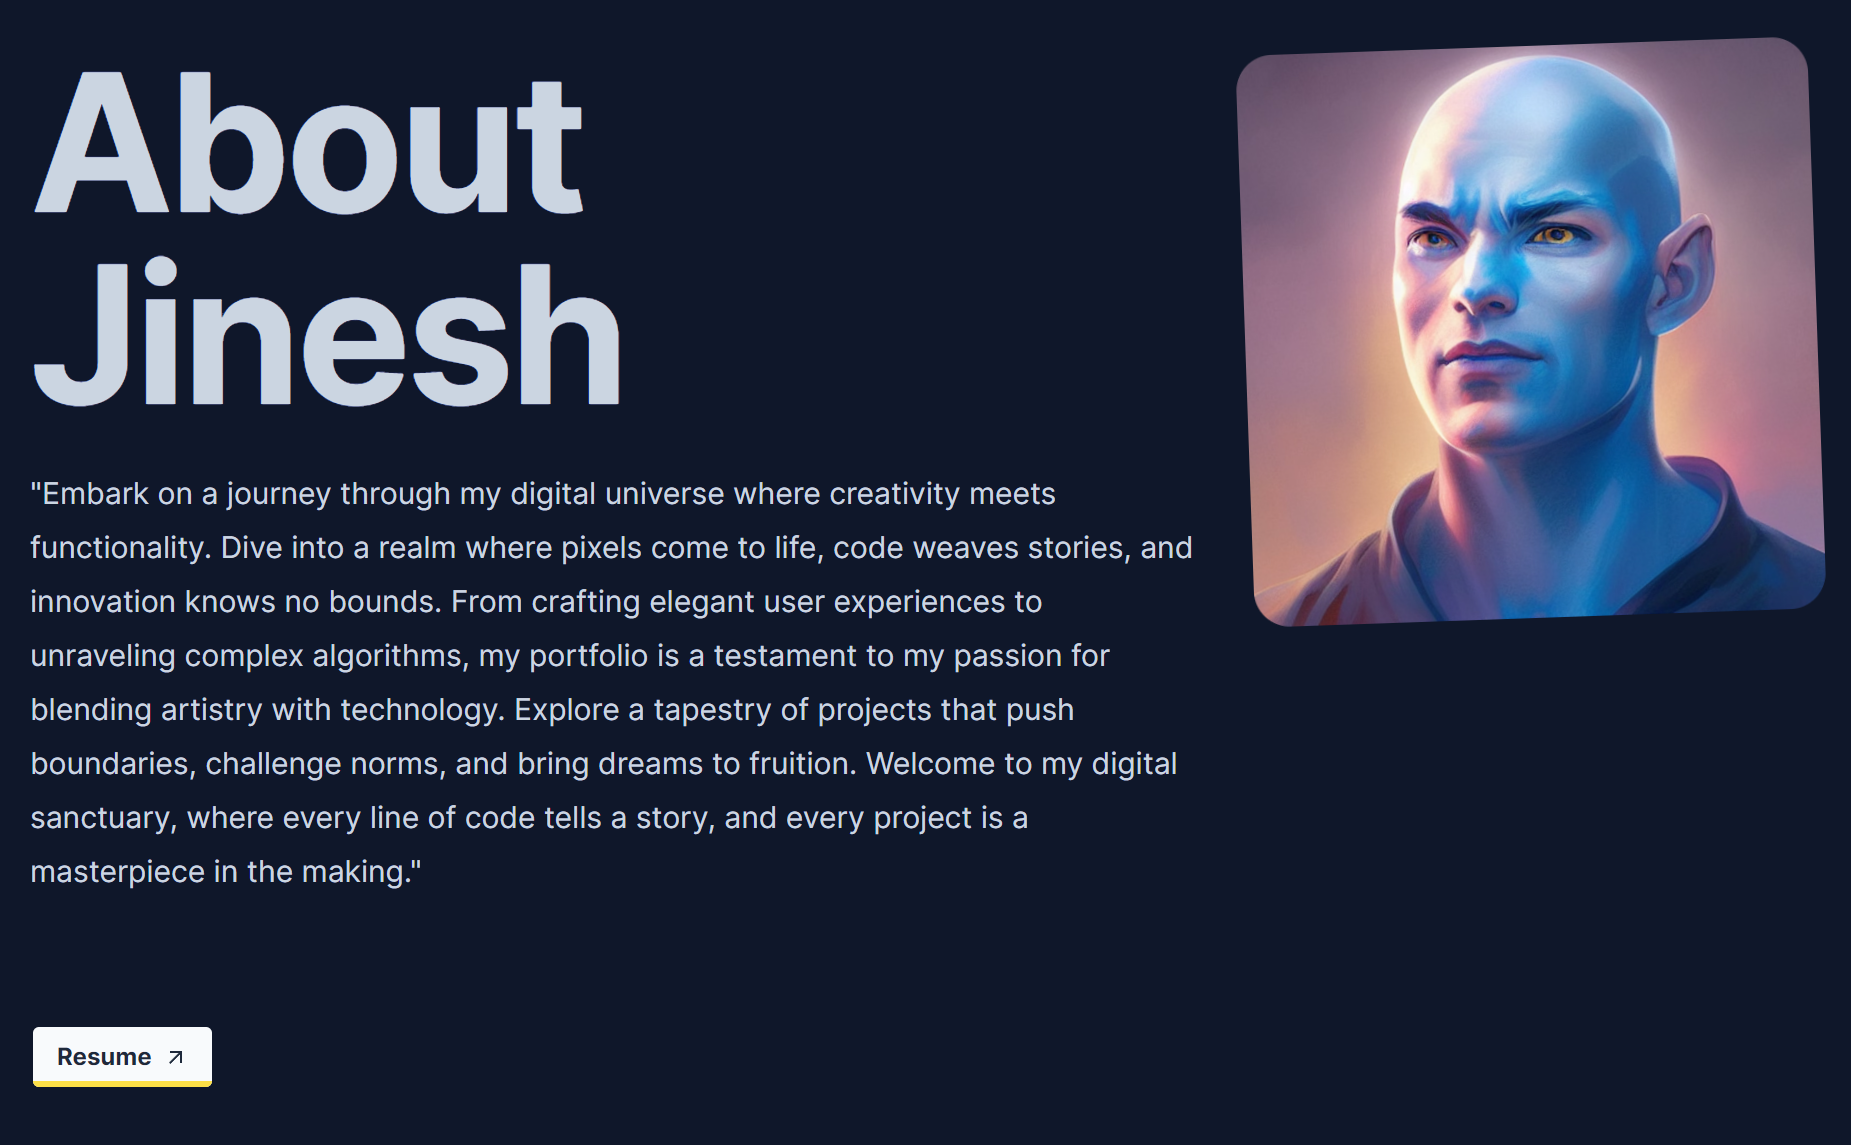 About
Jinesh
"Embark on a journey through my digital universe where creativity meets
functionality. Dive into a realm where pixels come to life, code weaves stories, and
innovation knows no bounds. From crafting elegant user experiences to
unraveling complex algorithms, my portfolio is a testament to my passion for
blending artistry with technology. Explore a tapestry of projects that push
boundaries, challenge norms, and bring dreams to fruition. Welcome to my digital
sanctuary, where every line of code tells a story, and every project is a
masterpiece in the making."
Resume